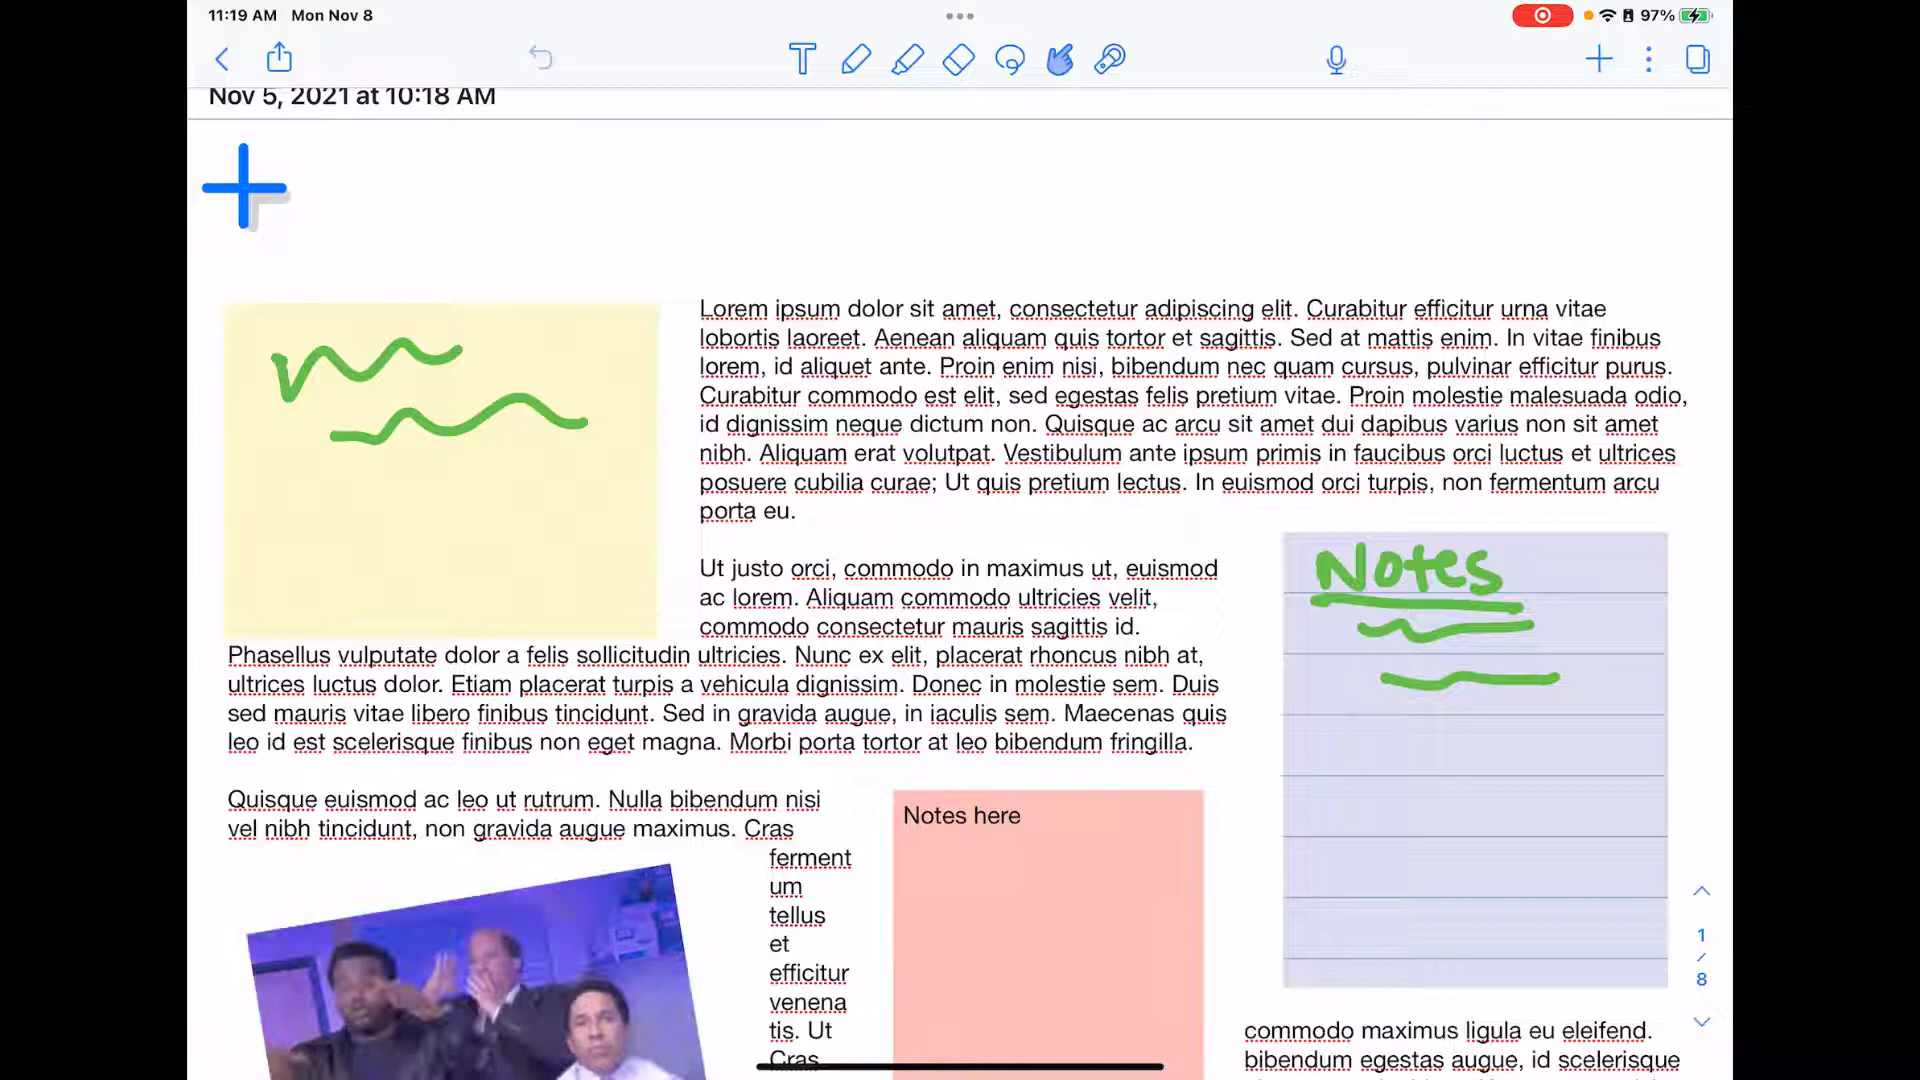 11:19 AM Mon Nov 8
97%
Nov 5, 2021 at 10:18 AM
Lorem ipsum dolor sit amet, consectetur adipiscing elit. Curabitur efficitur urna vitae
lobortis laoreet. Aenean aliquam quis tortor et sagittis. Sed at mattis enim. In vitae finibus
lorem, id aliquet ante. Proin enim nisi, bibendum nec quam cursus, pulvinar efficitur purus.
Curabitur commodo est elit, sed egestas felis pretium vitae. Proin molestie malesuada odio,
id dignissim neque dictum non. Quisque ac arcu sit amet dui dapibus varius non sit amet
nibh. Aliquam erat volutpat. Vestibulum ante ipsum primis in faucibus orci luctus et ultrices
posuere cubilia curae; Ut quis pretium lectus. In euismod orci turpis, non fermentum arcu
porta eu.
Ut justo orci, commodo in maximus ut, euismod
ac lorem. Aliquam commodo ultricies velit,
commodo consectetur mauris sagittis id.
Phasellus vulputate dolor a felis sollicitudin ultricies. Nunc ex elit, placerat rhoncus nibh at,
ultrices luctus dolor. Etiam placerat turpis a vehicula dignissim. Donec in molestie sem. Duis
sed mauris vitae libero finibus tincidunt. Sed in gravida augue, in iaculis sem. Maecenas quis
leo id est scelerisque finibus non eget magna. Morbi porta tortor at leo bibendum fringilla.
Notes
Quisque euismod ac leo ut rutrum. Nulla bibendum nisi
vel nibh tincidunt, non gravida augue maximus. Cras
ferment
um
tellus
et
efficitur
venena
tis. Ut
Cras
Notes here
commodo maximus ligula eu eleifend.
bibendum egestas augue, id scelerisque
1
/
8